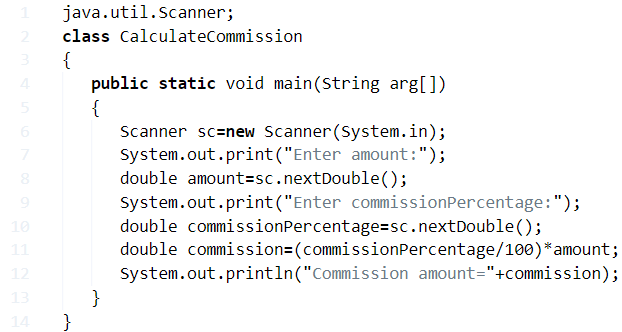 1 java.util.Scanner;
2 class CalculateCommission
3 {
4 public static void main(String arg[])
5 {
6 Scanner sc=new Scanner(System.in);
7 System.out.print("Enter amount:");
8 double amount=sc.nextDouble();
9 System.out.print("Enter commissionPercentage:");
10 double commissionPercentage=sc.nextDouble();
11 double commission=(commissionPercentage/100)*amount;
12 System.out.println("Commission amount="+commission);
13 }
14 }